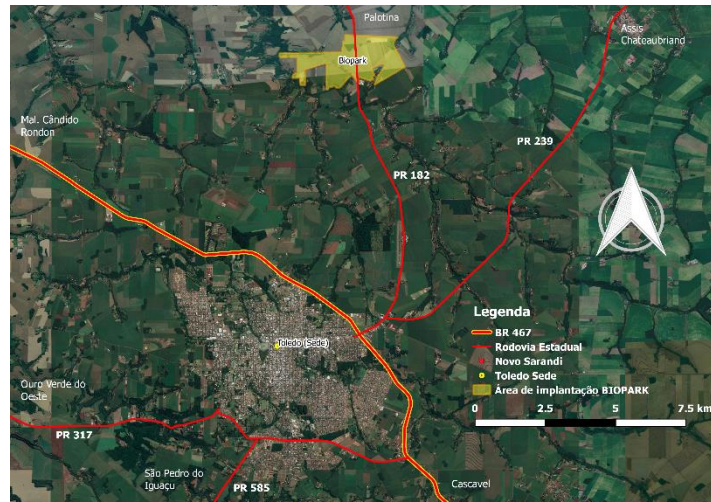 Palotina
Assis
Chateaubriand
Biopark
Mal. Cândido
Rondon
PR 239
PR 182
Legenda
BR 467
Rodovia Estadual
Novo Sarandi
Toledo Sede
Área de implantação BIOPARK
0 2.5 5 7.5 km
Toledo (Sede)
Ouro Verde do
Oeste
PR 317
São Pedro do
Iguaçu
PR 585
Cascavel